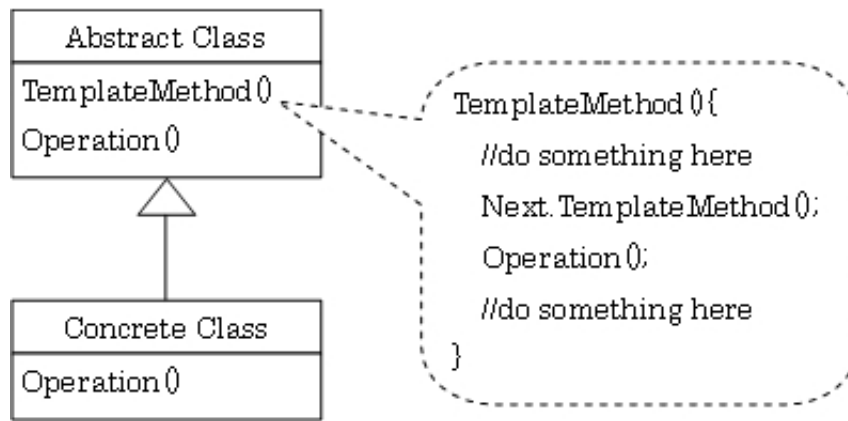 Abstract Class
TemplateMethod()
Operation()
Concrete Class
Operation()
TemplateMethod(){
//do something here
Next.TemplateMethod();
Operation();
//do something here
}